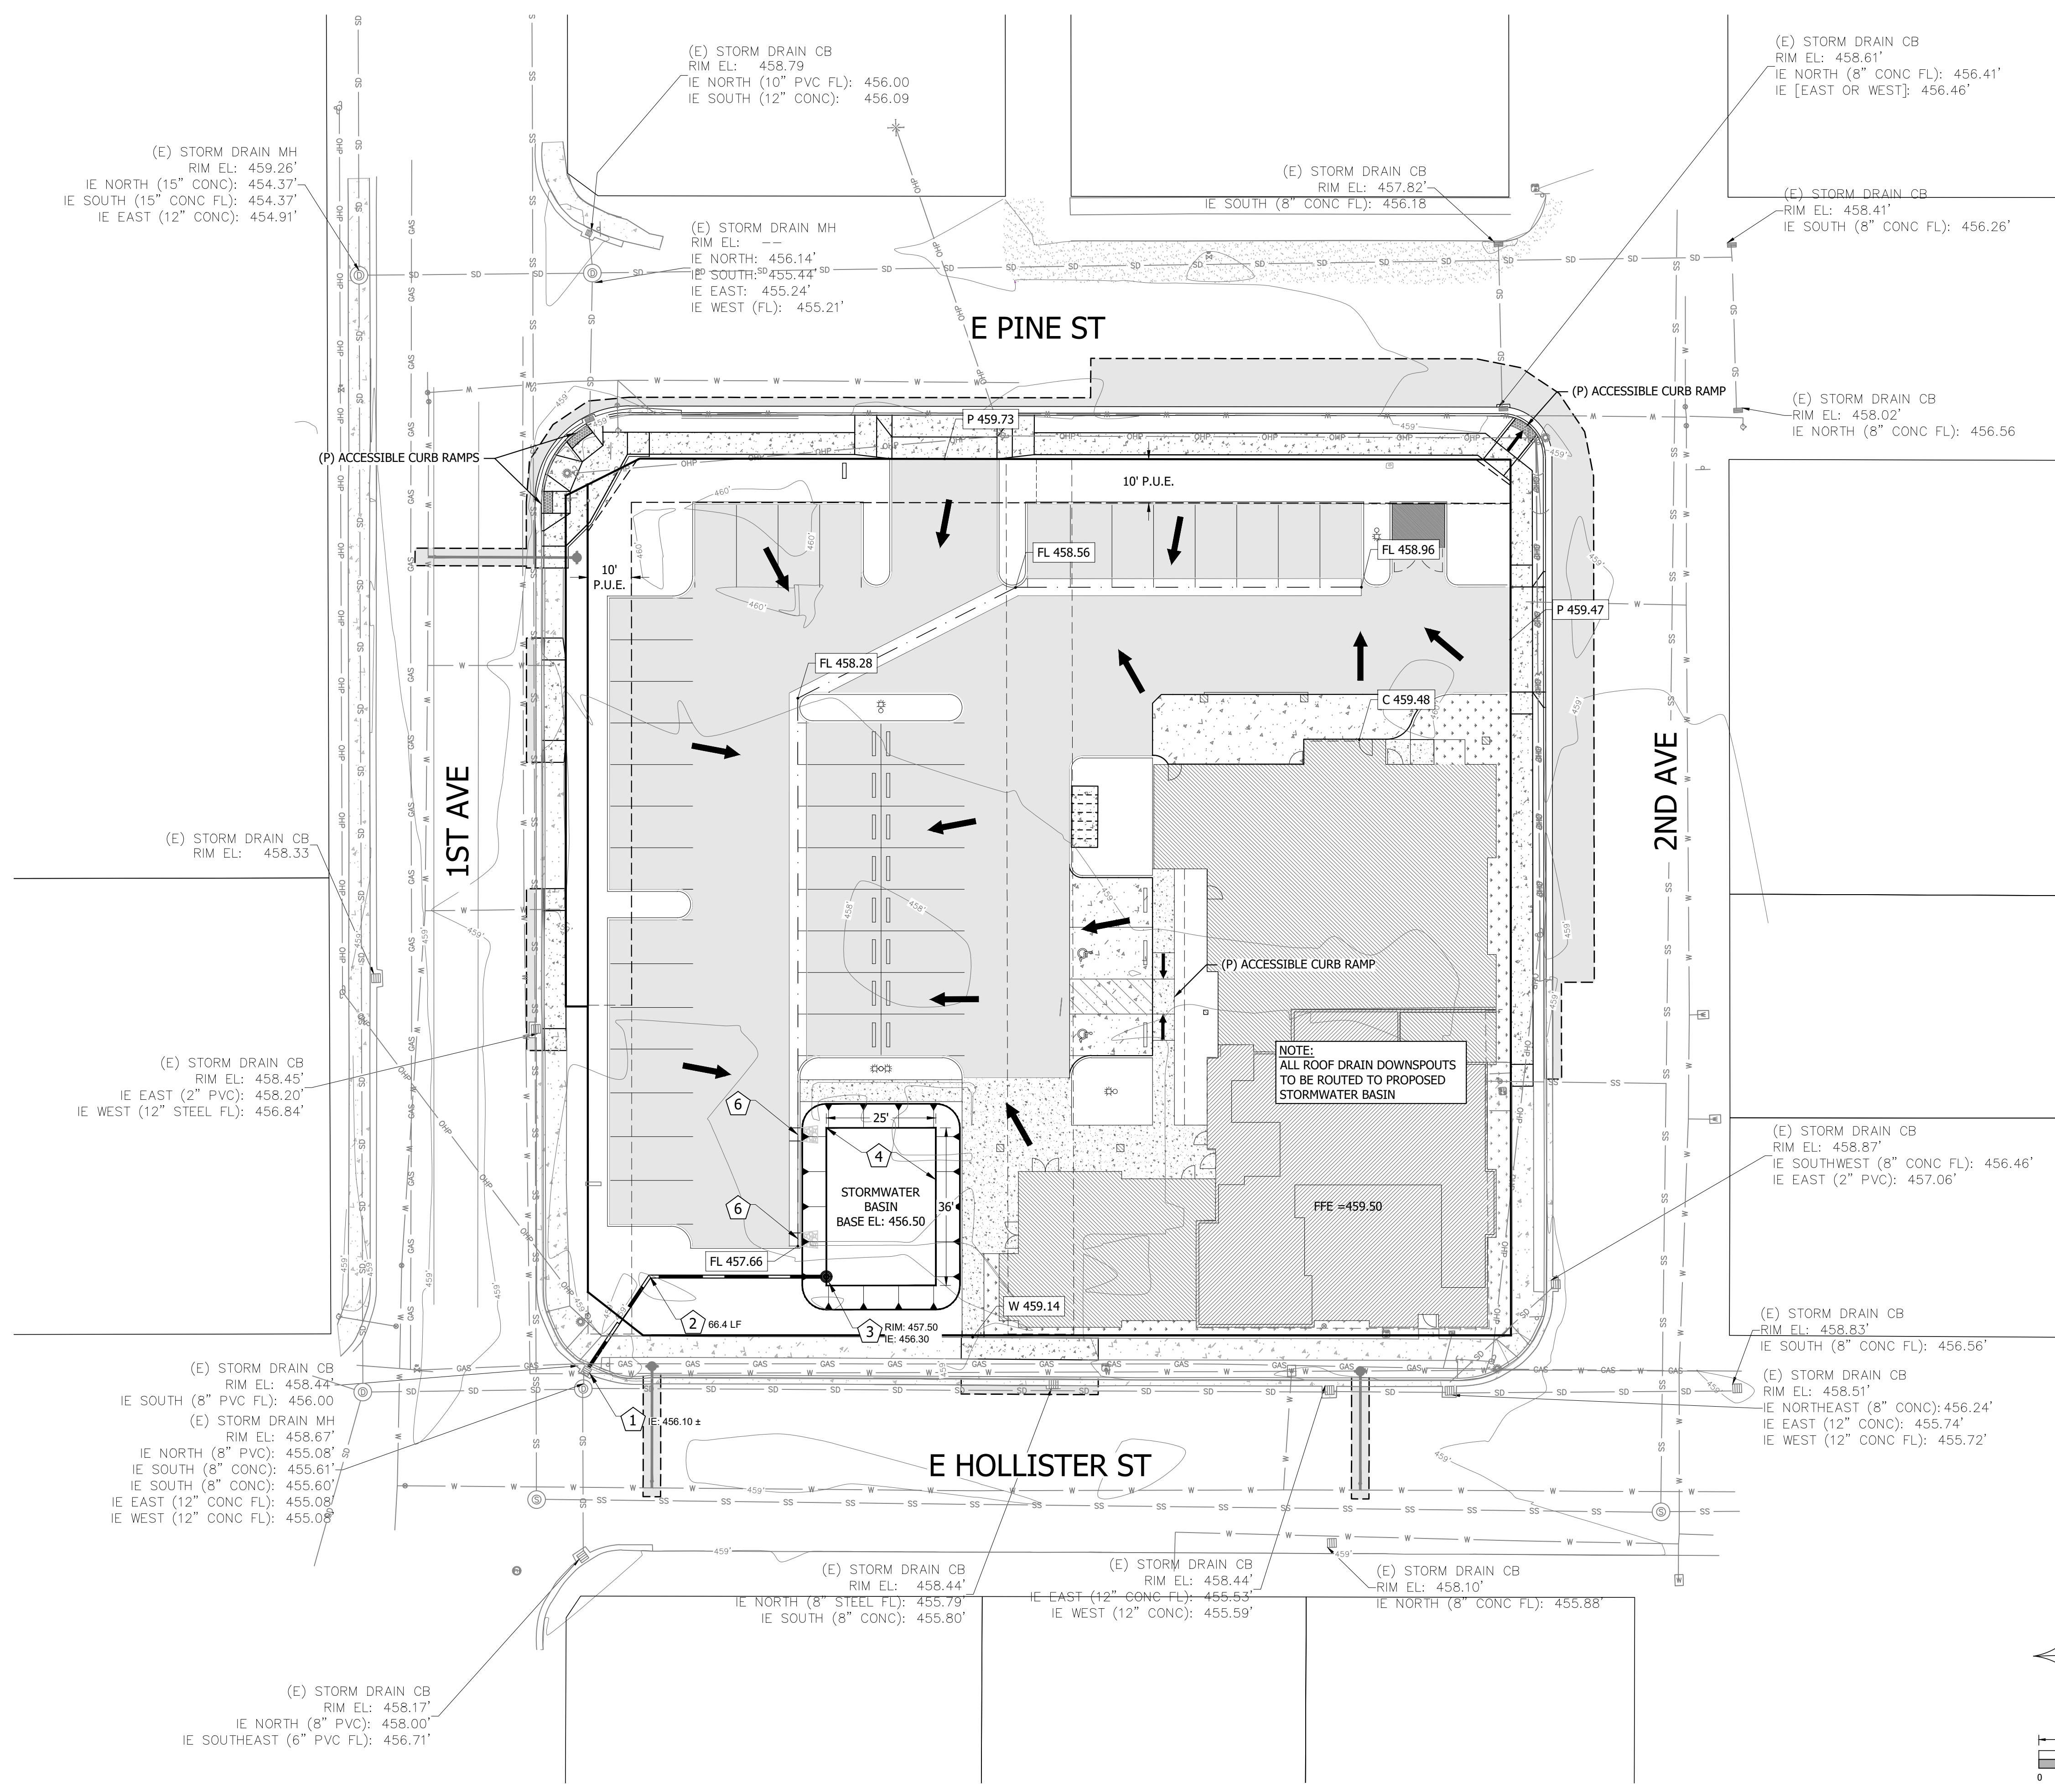 (E) STORM DRAIN CB
RIM EL: 458.79
IE NORTH (10" PVC FL): 456.00
IE SOUTH (12" CONC): 456.09
(E) STORM DRAIN CB
RIM EL: 458.61'
IE NORTH (8" CONC FL): 456.41'
IE [EAST OR WEST]: 456.46'
(E) STORM DRAIN MH
RIM EL: 459.26'
IE NORTH (15" CONC): 454.37'
IE SOUTH (15" CONC FL): 454.37'
IE EAST (12" CONC): 454.91'
(E) STORM DRAIN CB
RIM EL: 457.82'
IE SOUTH (8" CONC FL): 456.18
(E) STORM DRAIN CB
RIM EL: 458.41'
IE SOUTH (8" CONC FL): 456.26'
(E) STORM DRAIN MH
RIM EL: --
IE NORTH: 456.14'
IE SOUTH: 455.44'
IE EAST: 455.24'
IE WEST (FL): 455.21'
E PINE ST
(P) ACCESSIBLE CURB RAMP
(E) STORM DRAIN CB
RIM EL: 458.02'
IE NORTH (8" CONC FL): 456.56
P 459.73
(P) ACCESSIBLE CURB RAMPS
10' P.U.E.
10'
P.U.E.
FL 458.56
FL 458.96
P 459.47
FL 458.28
C 459.48
1ST AVE
2ND AVE
(E) STORM DRAIN CB
RIM EL: 458.33
(P) ACCESSIBLE CURB RAMP
NOTE:
ALL ROOF DRAIN DOWNSPOUTS
TO BE ROUTED TO PROPOSED
STORMWATER BASIN
(E) STORM DRAIN CB
RIM EL: 458.45'
IE EAST (2" PVC): 458.20'
IE WEST (12" STEEL FL): 456.84'
6
25'
4
STORMWATER
BASIN
BASE EL: 456.50
36'
6
FL 457.66
FFE =459.50
(E) STORM DRAIN CB
RIM EL: 458.87'
IE SOUTHWEST (8" CONC FL): 456.46'
IE EAST (2" PVC): 457.06'
W 459.14
2 66.4 LF
3 RIM: 457.50
IE: 456.30
(E) STORM DRAIN CB
RIM EL: 458.83'
IE SOUTH (8" CONC FL): 456.56'
(E) STORM DRAIN CB
RIM EL: 458.44'
IE SOUTH (8" PVC FL): 456.00
(E) STORM DRAIN MH
RIM EL: 458.67'
IE NORTH (8" PVC): 455.08'
IE SOUTH (8" CONC): 455.61'
IE SOUTH (8" CONC): 455.60'
IE EAST (12" CONC FL): 455.08'
IE WEST (12" CONC FL): 455.08'
1 IE: 456.10 ±
(E) STORM DRAIN CB
RIM EL: 458.51'
IE NORTHEAST (8" CONC): 456.24'
IE EAST (12" CONC): 455.74'
IE WEST (12" CONC FL): 455.72'
E HOLLISTER ST
(E) STORM DRAIN CB
RIM EL: 458.44'
IE NORTH (8" STEEL FL): 455.79'
IE SOUTH (8" CONC): 455.80'
(E) STORM DRAIN CB
RIM EL: 458.44'
IE EAST (12" CONC FL): 455.53'
IE WEST (12" CONC): 455.59'
(E) STORM DRAIN CB
RIM EL: 458.10'
IE NORTH (8" CONC FL): 455.88'
(E) STORM DRAIN CB
RIM EL: 458.17'
IE NORTH (8" PVC): 458.00'
IE SOUTHEAST (6" PVC FL): 456.71'
0